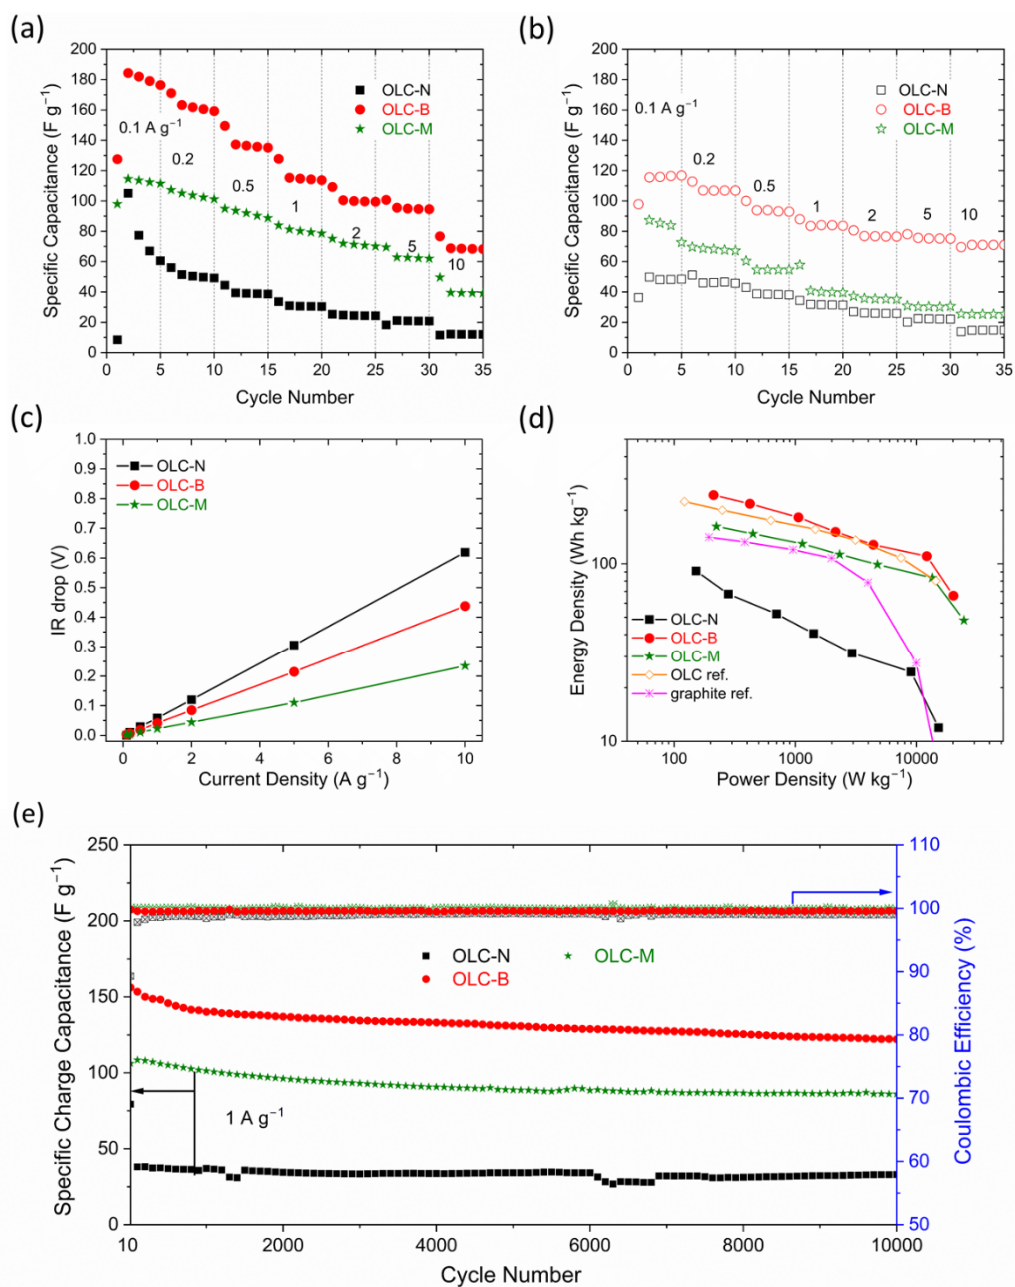 (a)
200
180
160
140
120
100
80
60
40
20
0
Specific Capacitance (F g⁻¹)
OLC-N
OLC-B
OLC-M
0.1 A g⁻¹
0.2
0.5
1
2
5
10
0 5 10 15 20 25 30 35
Cycle Number
(b)
200
180
160
140
120
100
80
60
40
20
0
Specific Capacitance (F g⁻¹)
OLC-N
OLC-B
OLC-M
0.1 A g⁻¹
0.2
0.5
1
2
5
10
0 5 10 15 20 25 30 35
Cycle Number
(c)
1.0
0.9
0.8
0.7
0.6
0.5
0.4
0.3
0.2
0.1
0.0
IR drop (V)
OLC-N
OLC-B
OLC-M
0 2 4 6 8 10
Current Density (A g⁻¹)
(d)
100
10
Energy Density (Wh kg⁻¹)
OLC-N
OLC-B
OLC-M
OLC ref.
graphite ref.
100 1000 10000
Power Density (W kg⁻¹)
(e)
250
200
150
100
50
0
Specific Charge Capacitance (F g⁻¹)
OLC-N OLC-M
OLC-B
1 A g⁻¹
110
100
90
80
70
60
50
Coulombic Efficiency (%)
10 2000 4000 6000 8000 10000
Cycle Number